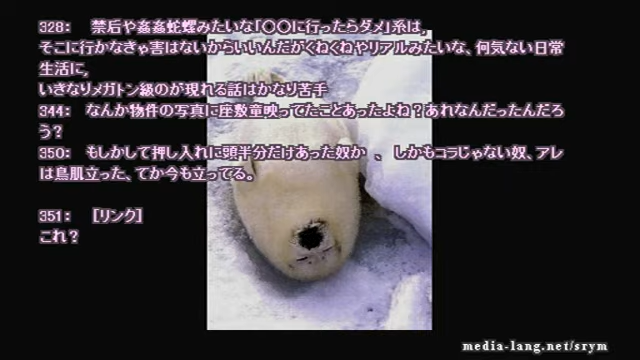 328：　禁后や姦姦蛇螺みたいな「〇〇に行ったらダメ」系は,
そこに行かなきゃ害はないからいいんだがくねくねやリアルみたいな、何気ない日常
生活に,
いきなりメガトン級のが現れる話はかなり苦手
344：　なんか物件の写真に座敷童映ってたことあったよね？あれなんだったんだろ
う？
350：　もしかして押し入れに頭半分だけあった奴か 、 しかもコラじゃない奴、アレ
は鳥肌立った、てか今も立ってる。
351：　［リンク］
これ？
media-lang.net/srym